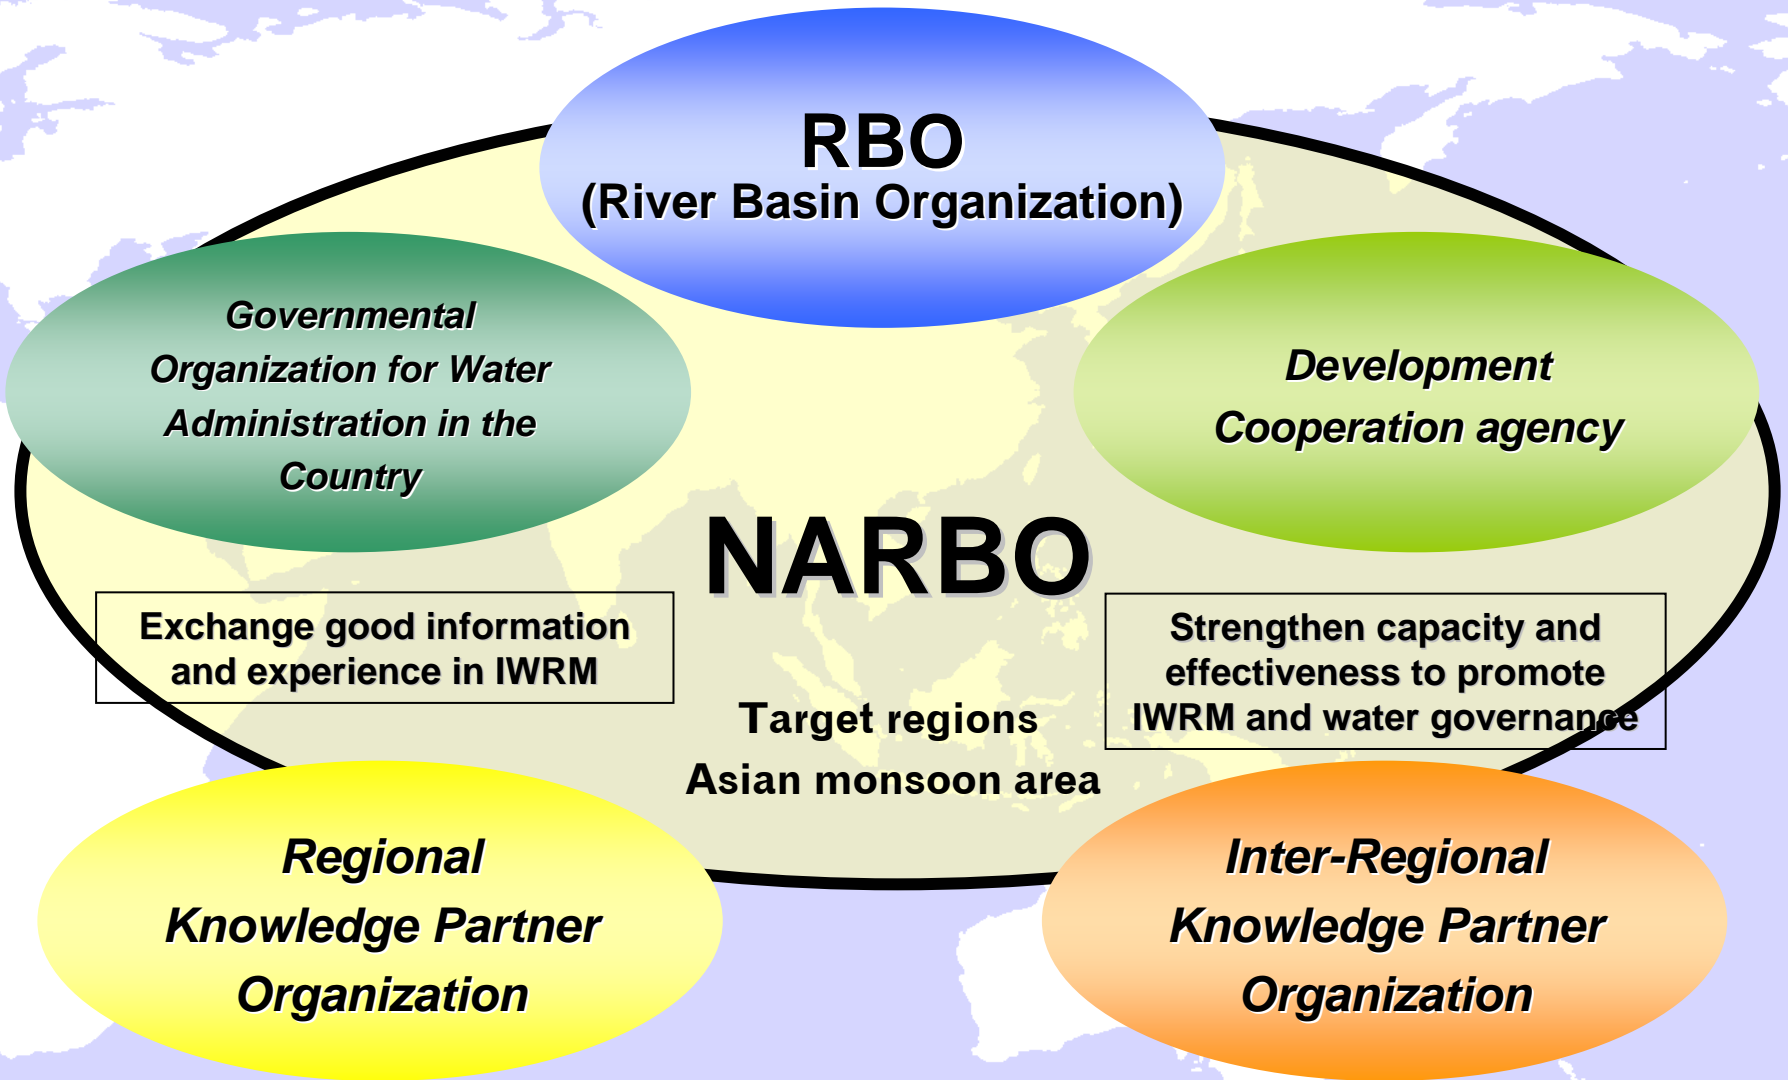 RBO
(River Basin Organization)
Governmental
Organization for Water
Administration in the
Country
Development
Cooperation agency
NARBO
Exchange good information
and experience in IWRM
Strengthen capacity and
effectiveness to promote
IWRM and water governance
Target regions
Asian monsoon area
Regional
Knowledge Partner
Organization
Inter-Regional
Knowledge Partner
Organization